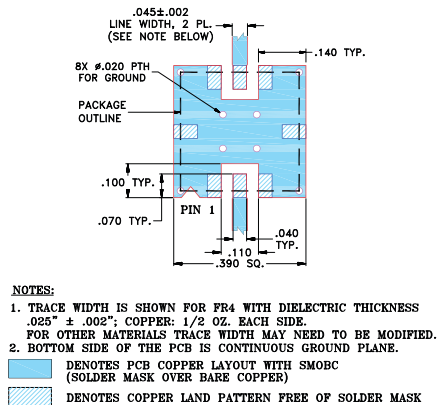 .045±.002
LINE WIDTH, 2 PL.
(SEE NOTE BELOW)
.140 TYP.
8X ø.020 PTH
FOR GROUND
PACKAGE
OUTLINE
.100 TYP.
.070 TYP.
PIN 1
.040
TYP.
.110
.390 SQ.
NOTES:
1. TRACE WIDTH IS SHOWN FOR FR4 WITH DIELECTRIC THICKNESS
.025" ± .002"; COPPER: 1/2 OZ. EACH SIDE.
FOR OTHER MATERIALS TRACE WIDTH MAY NEED TO BE MODIFIED.
2. BOTTOM SIDE OF THE PCB IS CONTINUOUS GROUND PLANE.
DENOTES PCB COPPER LAYOUT WITH SMOBC
(SOLDER MASK OVER BARE COPPER)
DENOTES COPPER LAND PATTERN FREE OF SOLDER MASK